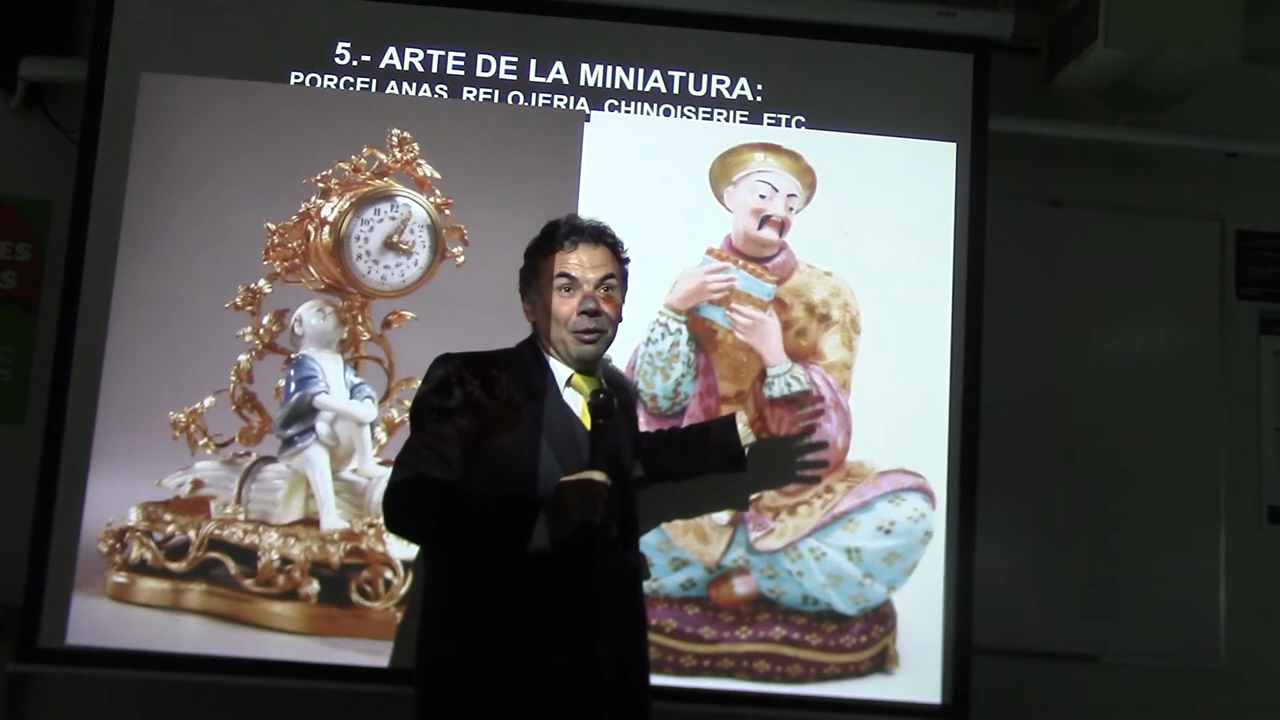 5.- ARTE DE LA MINIATURA:
PORCELANAS, RELOJERIA, CHINOISERIE, ETC